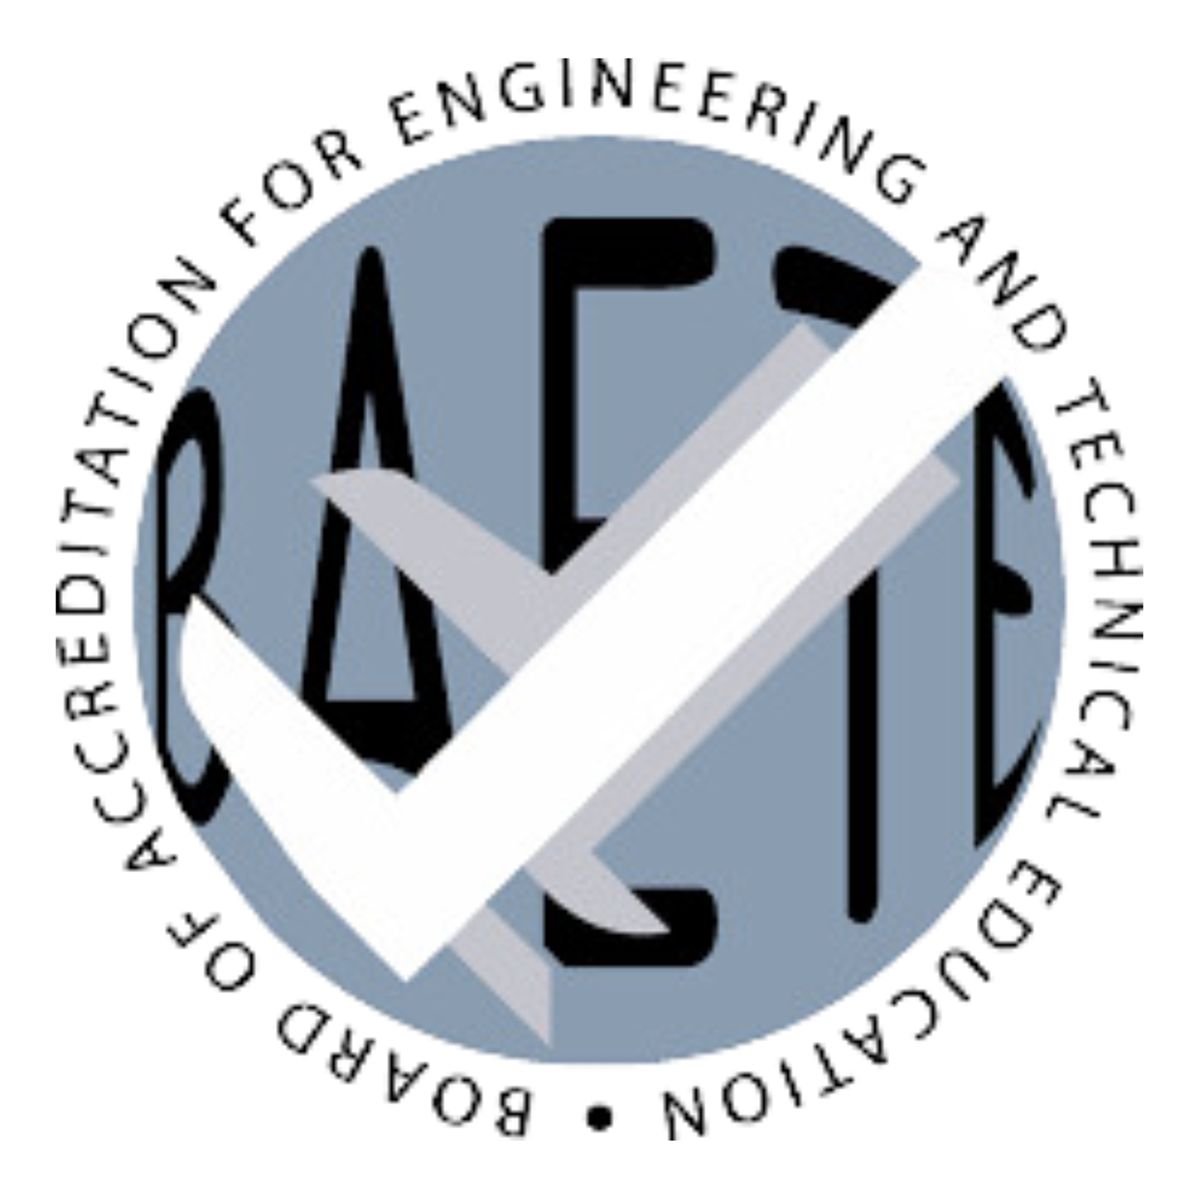 BOARD OF ACCREDITATION FOR ENGINEERING AND TECHNICAL EDUCATION •
BAETE